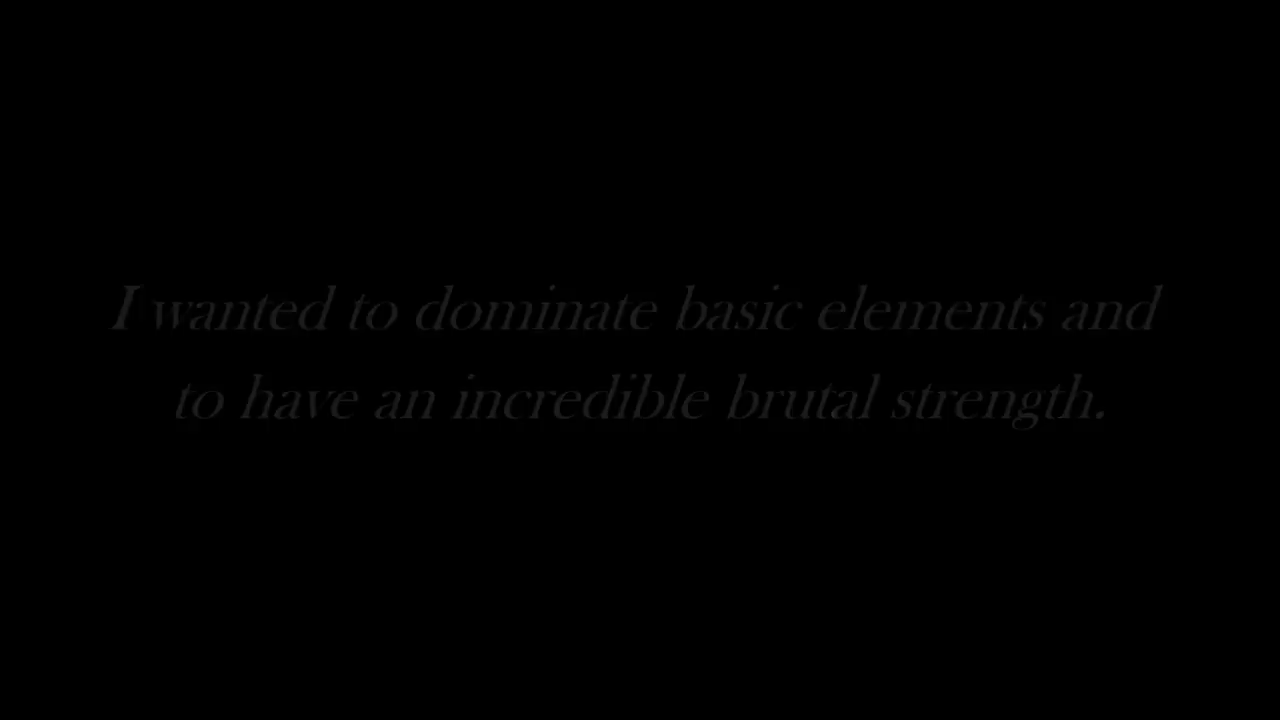 I wanted to dominate basic elements and
to have an incredible brutal strength.